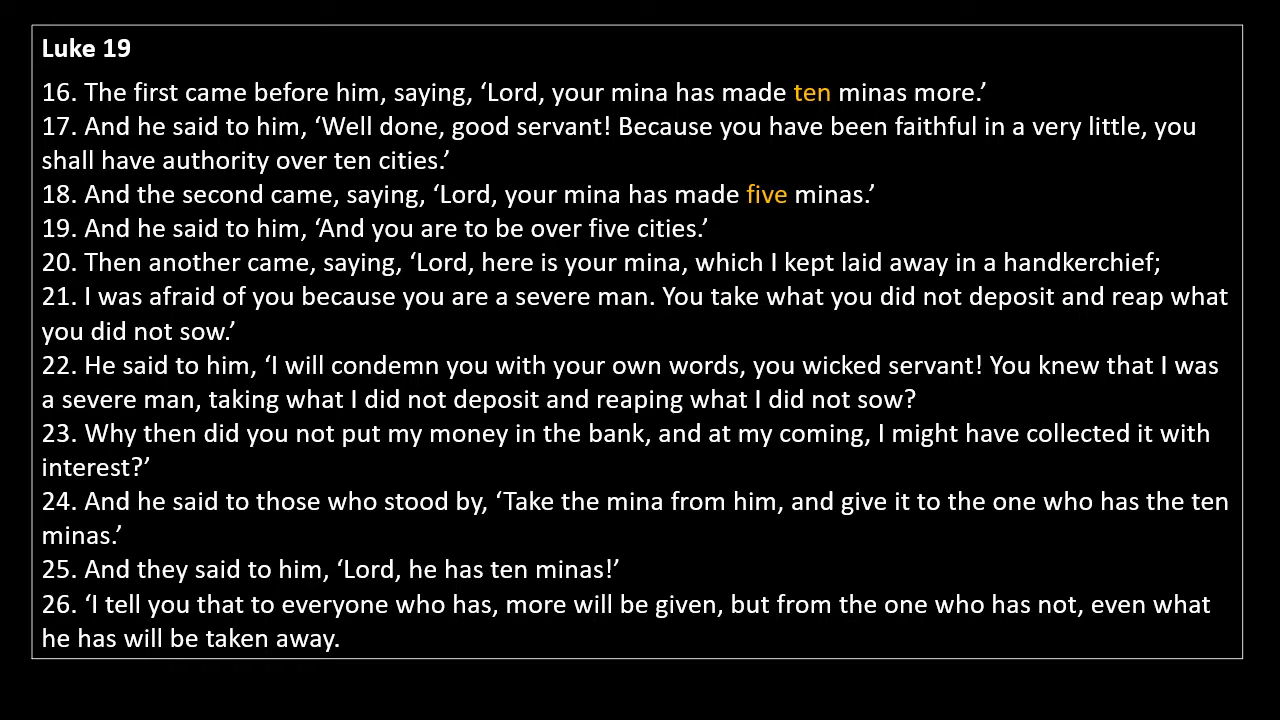 Luke 19
16. The first came before him, saying, ‘Lord, your mina has made ten minas more.’
17. And he said to him, ‘Well done, good servant! Because you have been faithful in a very little, you
shall have authority over ten cities.’
18. And the second came, saying, ‘Lord, your mina has made five minas.’
19. And he said to him, ‘And you are to be over five cities.’
20. Then another came, saying, ‘Lord, here is your mina, which I kept laid away in a handkerchief;
21. I was afraid of you because you are a severe man. You take what you did not deposit and reap what
you did not sow.’
22. He said to him, ‘I will condemn you with your own words, you wicked servant! You knew that I was
a severe man, taking what I did not deposit and reaping what I did not sow?
23. Why then did you not put my money in the bank, and at my coming, I might have collected it with
interest?’
24. And he said to those who stood by, ‘Take the mina from him, and give it to the one who has the ten
minas.’
25. And they said to him, ‘Lord, he has ten minas!’
26. ‘I tell you that to everyone who has, more will be given, but from the one who has not, even what
he has will be taken away.